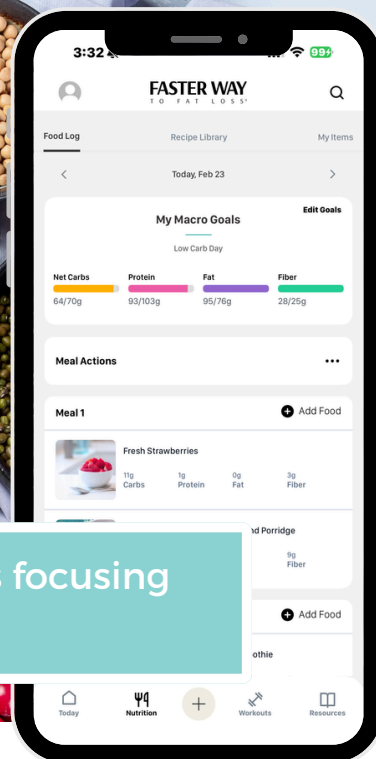 3:32
99
FASTER WAY
TO FAT LOSS
Food Log
Recipe Library
My Items
Today, Feb 23
My Macro Goals
Edit Goals
Low Carb Day
Net Carbs
Protein
Fat
Fiber
64/70g
93/103g
95/76g
28/25g
Meal Actions
Meal 1
Add Food
Fresh Strawberries
11g
1g
0g
3g
Carbs
Protein
Fat
Fiber
Porridge
9g
Fiber
focusing
Add Food
Today
Nutrition
Workouts
Resources